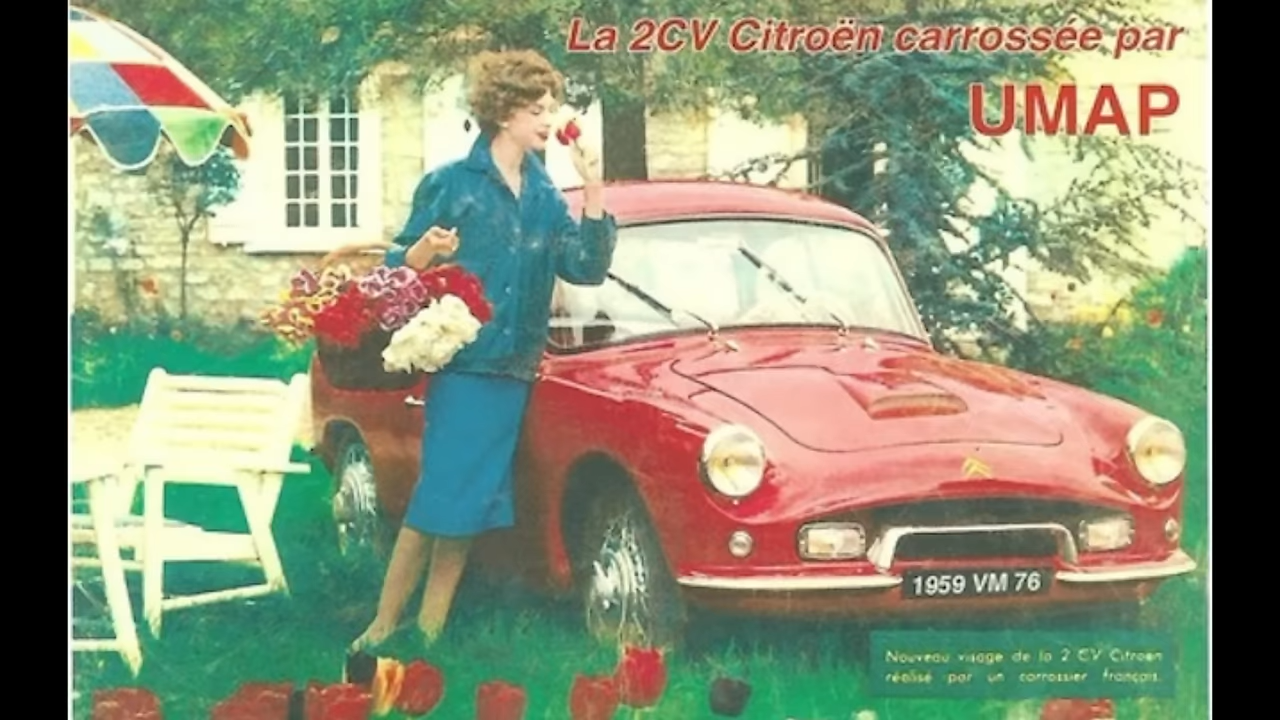 La 2CV Citroën carrossée par
UMAP
1959 VM 76
Nouveau visage de la 2 CV Citroen
réalisé par un carrossier français.